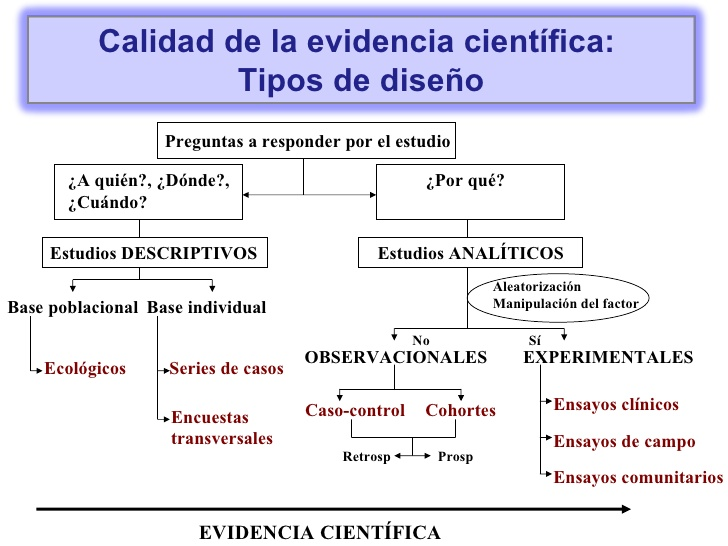 Calidad de la evidencia científica:
Tipos de diseño
Preguntas a responder por el estudio
¿A quién?, ¿Dónde?,
¿Cuándo?
¿Por qué?
Estudios DESCRIPTIVOS
Estudios ANALÍTICOS
Aleatorización
Manipulación del factor
Base poblacional
Base individual
No
Sí
OBSERVACIONALES
EXPERIMENTALES
Ecológicos
Series de casos
Encuestas
transversales
Caso-control
Cohortes
Retrosp
Prosp
Ensayos clínicos
Ensayos de campo
Ensayos comunitarios
EVIDENCIA CIENTÍFICA